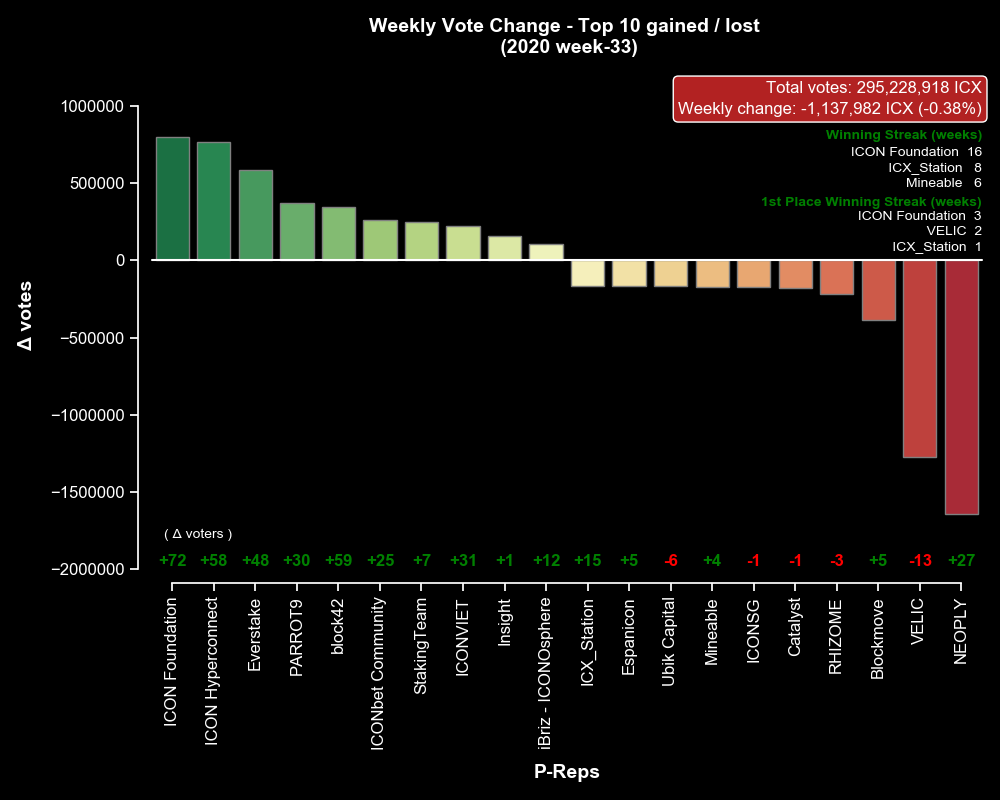 Weekly Vote Change - Top 10 gained / lost
(2020 week-33)
Total votes: 295,228,918 ICX
Weekly change: -1,137,982 ICX (-0.38%)
Winning Streak (weeks)
ICON Foundation 16
ICX_Station 8
Mineable 6
1st Place Winning Streak (weeks)
ICON Foundation 3
VELIC 2
ICX_Station 1
1000000
500000
0
−500000
−1000000
−1500000
−2000000
Δ votes
( Δ voters )
+72 +58 +48 +30 +59 +25 +7 +31 +1 +12 +15 +5 -6 +4 -1 -1 -3 +5 -13 +27
ICON Foundation
ICON Hyperconnect
Everstake
PARROT9
block42
ICONbet Community
StakingTeam
ICONVIET
Insight
iBriz - ICONOsphere
ICX_Station
Espanicon
Ubik Capital
Mineable
ICONSG
Catalyst
RHIZOME
Blockmove
VELIC
NEOPLY
P-Reps